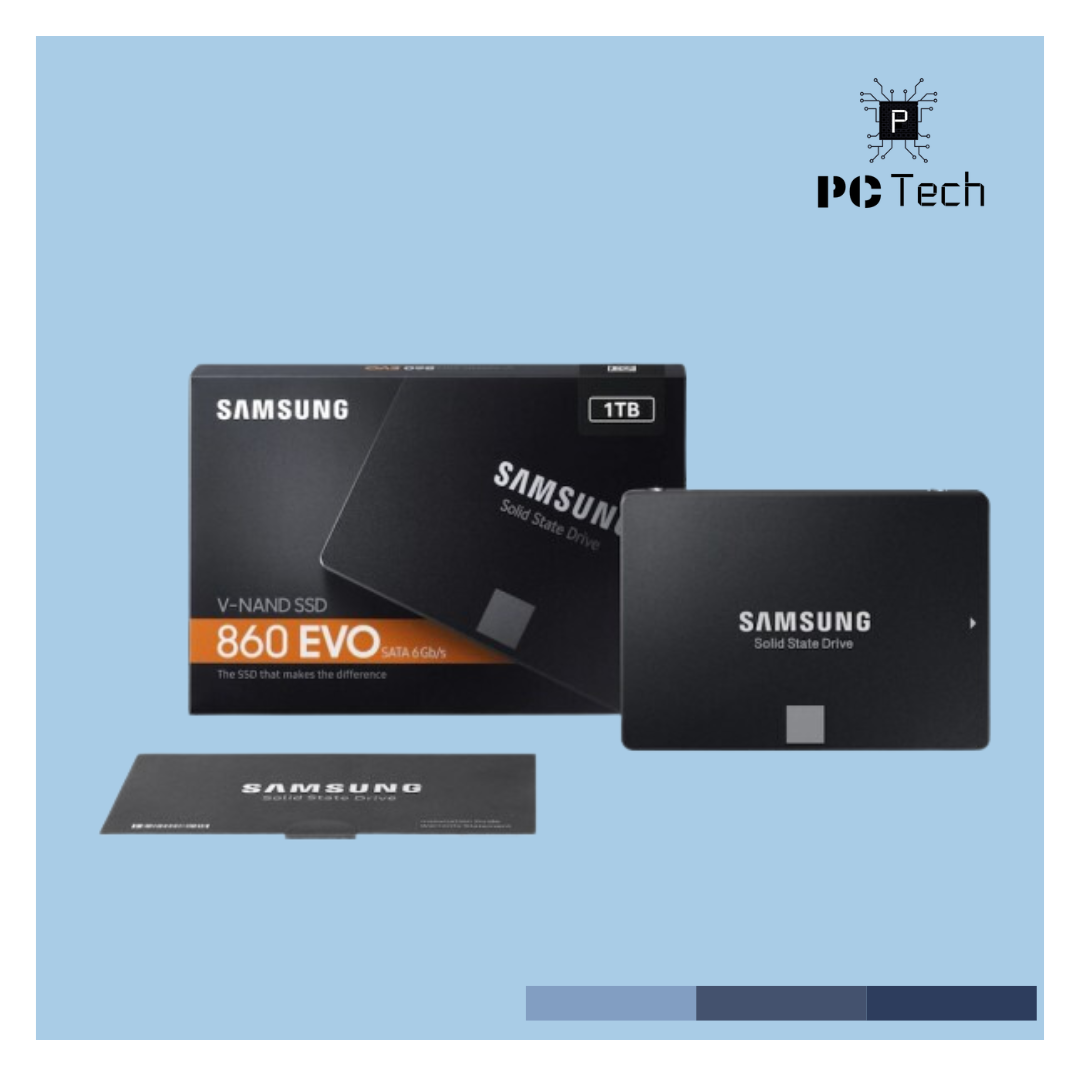 P
PC Tech
SAMSUNG
1TB
SAMSUNG
Solid State Drive
V-NAND SSD
860 EVO SATA 6 Gb/s
The SSD that makes the difference
SAMSUNG
Solid State Drive
SAMSUNG
Solid State Drive